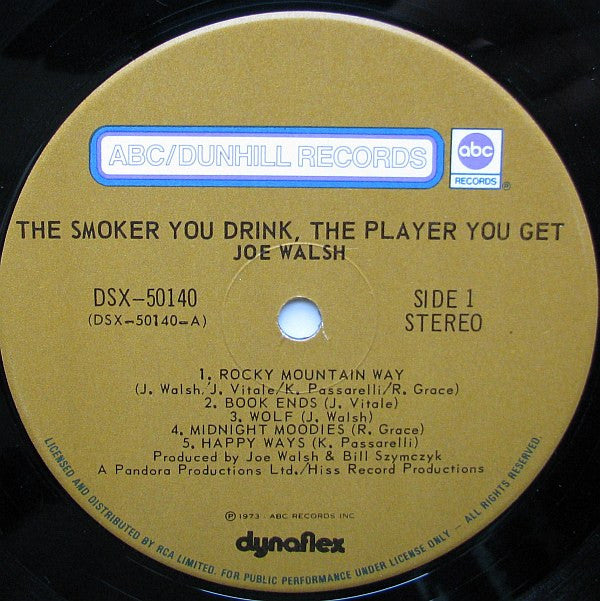 ABC/DUNHILL RECORDS
abc
RECORDS
®
THE SMOKER YOU DRINK, THE PLAYER YOU GET
JOE WALSH
DSX-50140
(DSX-50140-A)
SIDE 1
STEREO
1. ROCKY MOUNTAIN WAY
(J. Walsh/J. Vitale/K. Passarelli/R. Grace)
2. BOOK ENDS (J. Vitale)
3. WOLF (J. Walsh)
4. MIDNIGHT MOODIES (R. Grace)
5. HAPPY WAYS (K. Passarelli)
Produced by Joe Walsh & Bill Szymczyk
A Pandora Productions Ltd./Hiss Record Productions
℗ 1973 · ABC RECORDS INC
dynaflex
LICENSED AND DISTRIBUTED BY RCA LIMITED. FOR PUBLIC PERFORMANCE UNDER LICENSE ONLY — ALL RIGHTS RESERVED.